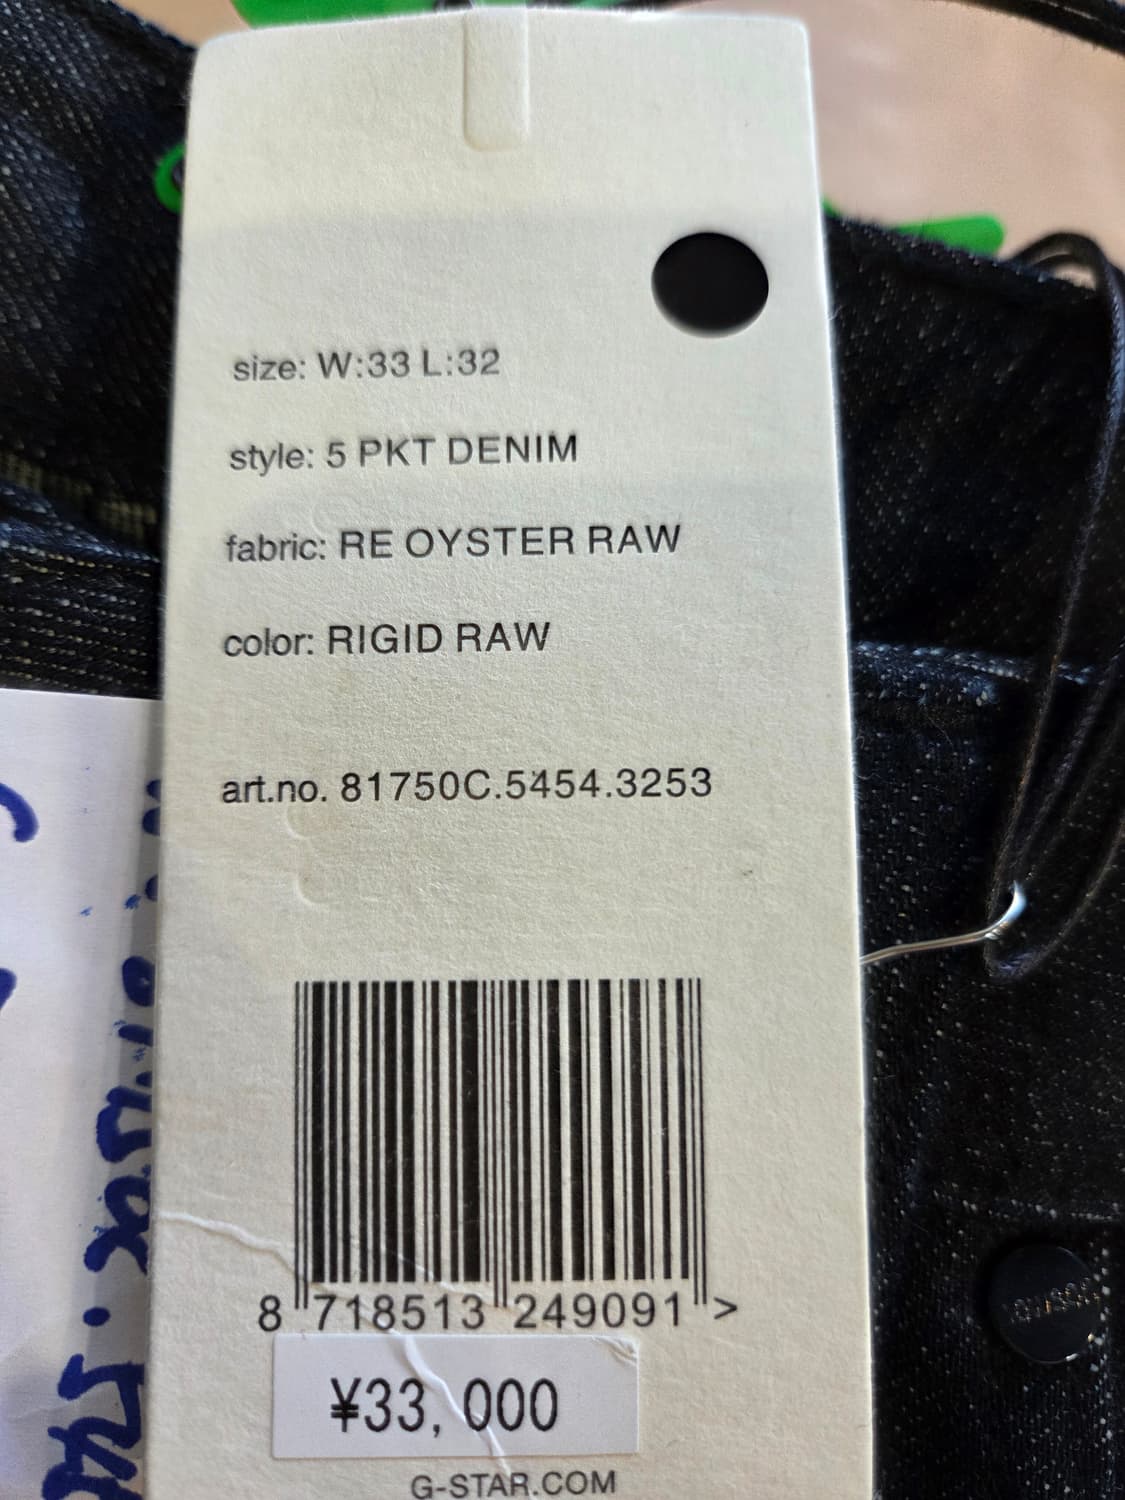 size: W:33 L:32
style: 5 PKT DENIM
fabric: RE OYSTER RAW
color: RIGID RAW
art.no. 81750C.5454.3253
8 718513 249091 >
¥33, 000
G-STAR.COM